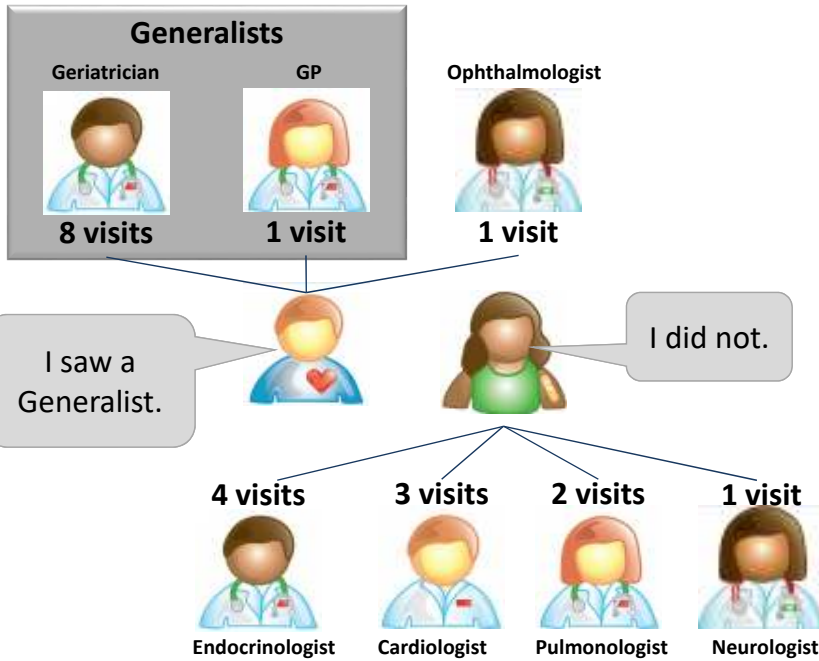 Generalists
Geriatrician GP Ophthalmologist
8 visits 1 visit 1 visit
I saw a
Generalist.
I did not.
4 visits 3 visits 2 visits 1 visit
Endocrinologist Cardiologist Pulmonologist Neurologist